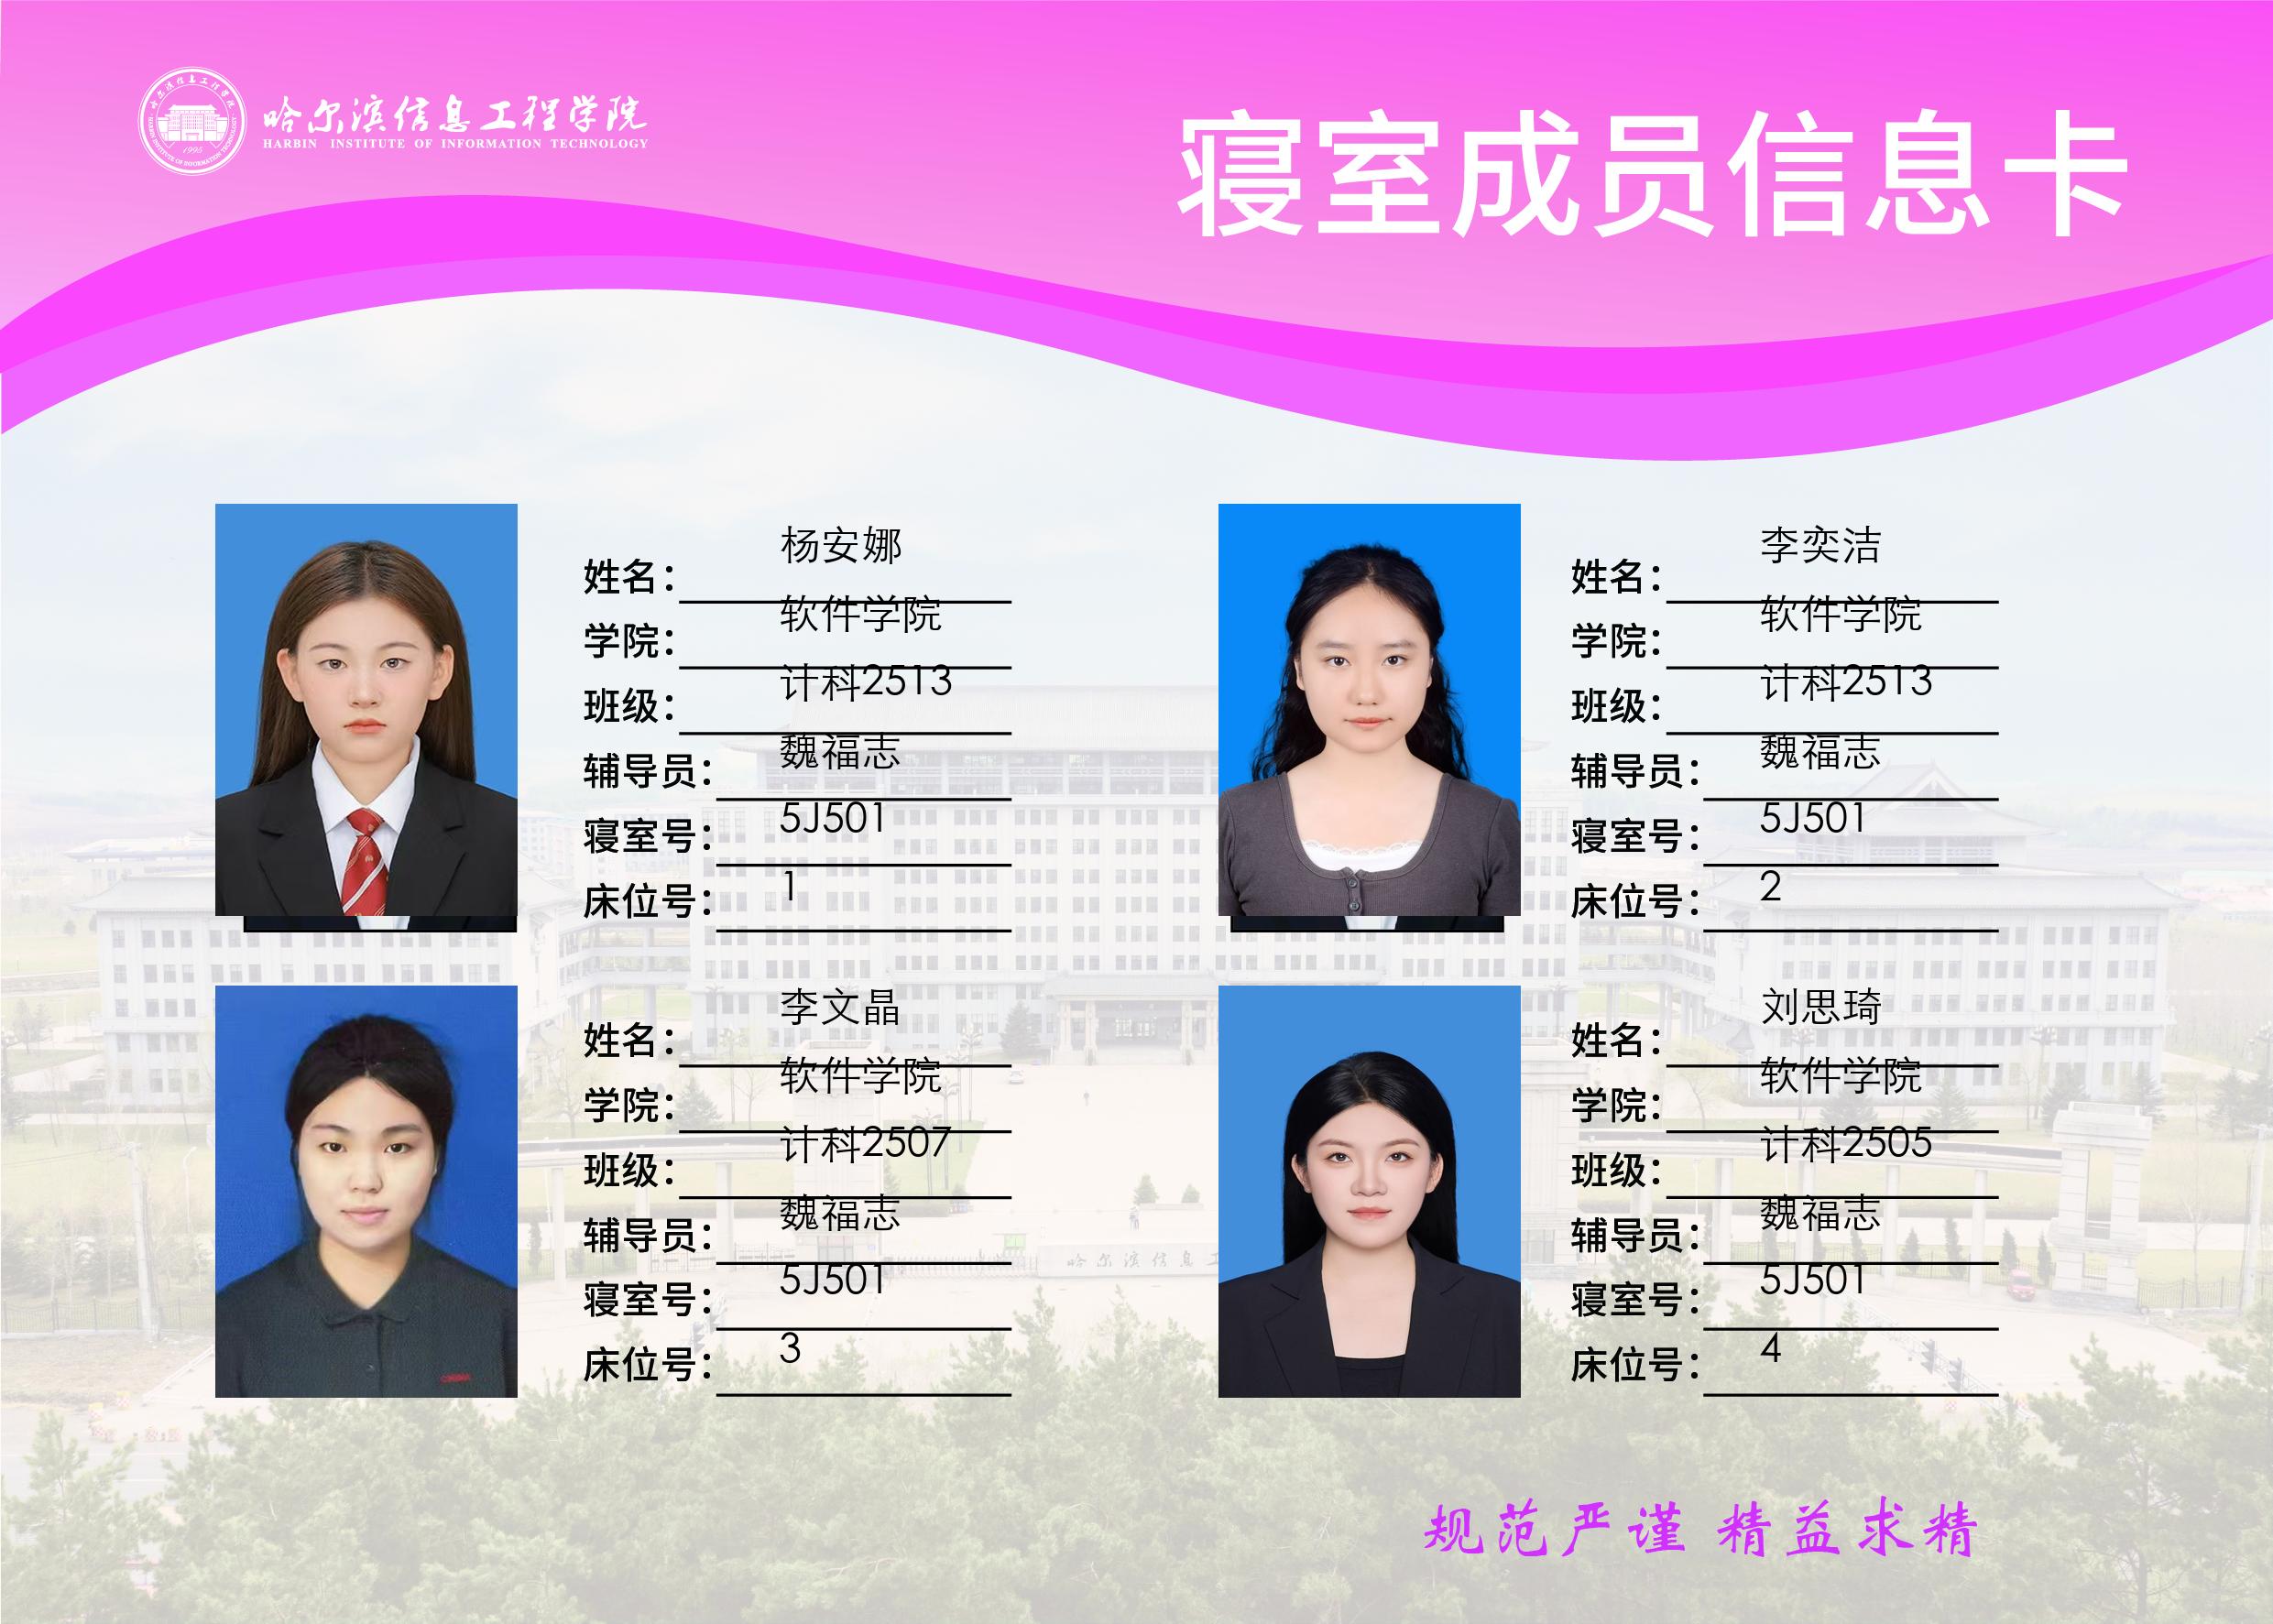 哈尔滨信息工程学院
HARBIN INSTITUTE OF INFORMATION TECHNOLOGY
1995
寝室成员信息卡
姓名：杨安娜
学院：软件学院
班级：计科2513
辅导员：魏福志
寝室号：5J501
床位号：1
姓名：李奕洁
学院：软件学院
班级：计科2513
辅导员：魏福志
寝室号：5J501
床位号：2
姓名：李文晶
学院：软件学院
班级：计科2507
辅导员：魏福志
寝室号：5J501
床位号：3
姓名：刘思琦
学院：软件学院
班级：计科2505
辅导员：魏福志
寝室号：5J501
床位号：4
哈尔滨信息工
规范严谨 精益求精